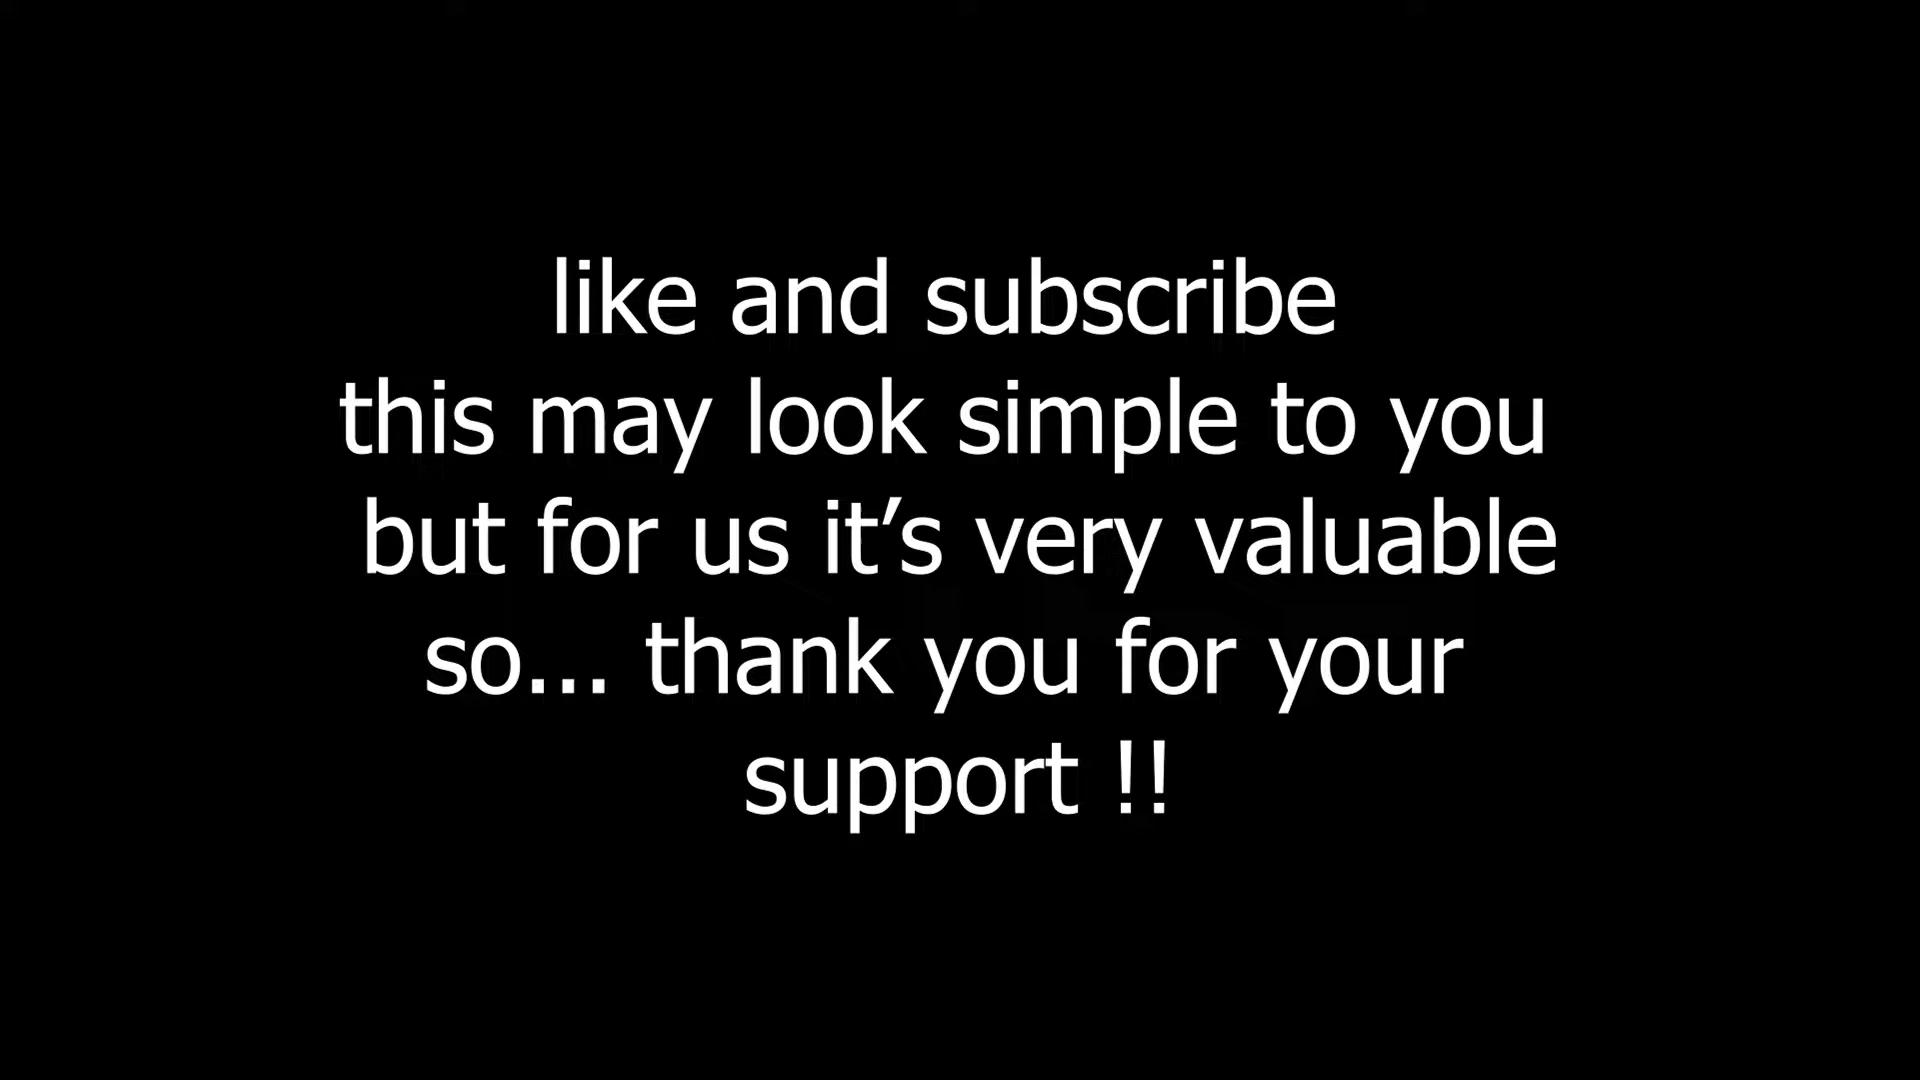 like and subscribe
this may look simple to you
but for us it’s very valuable
so... thank you for your
support !!